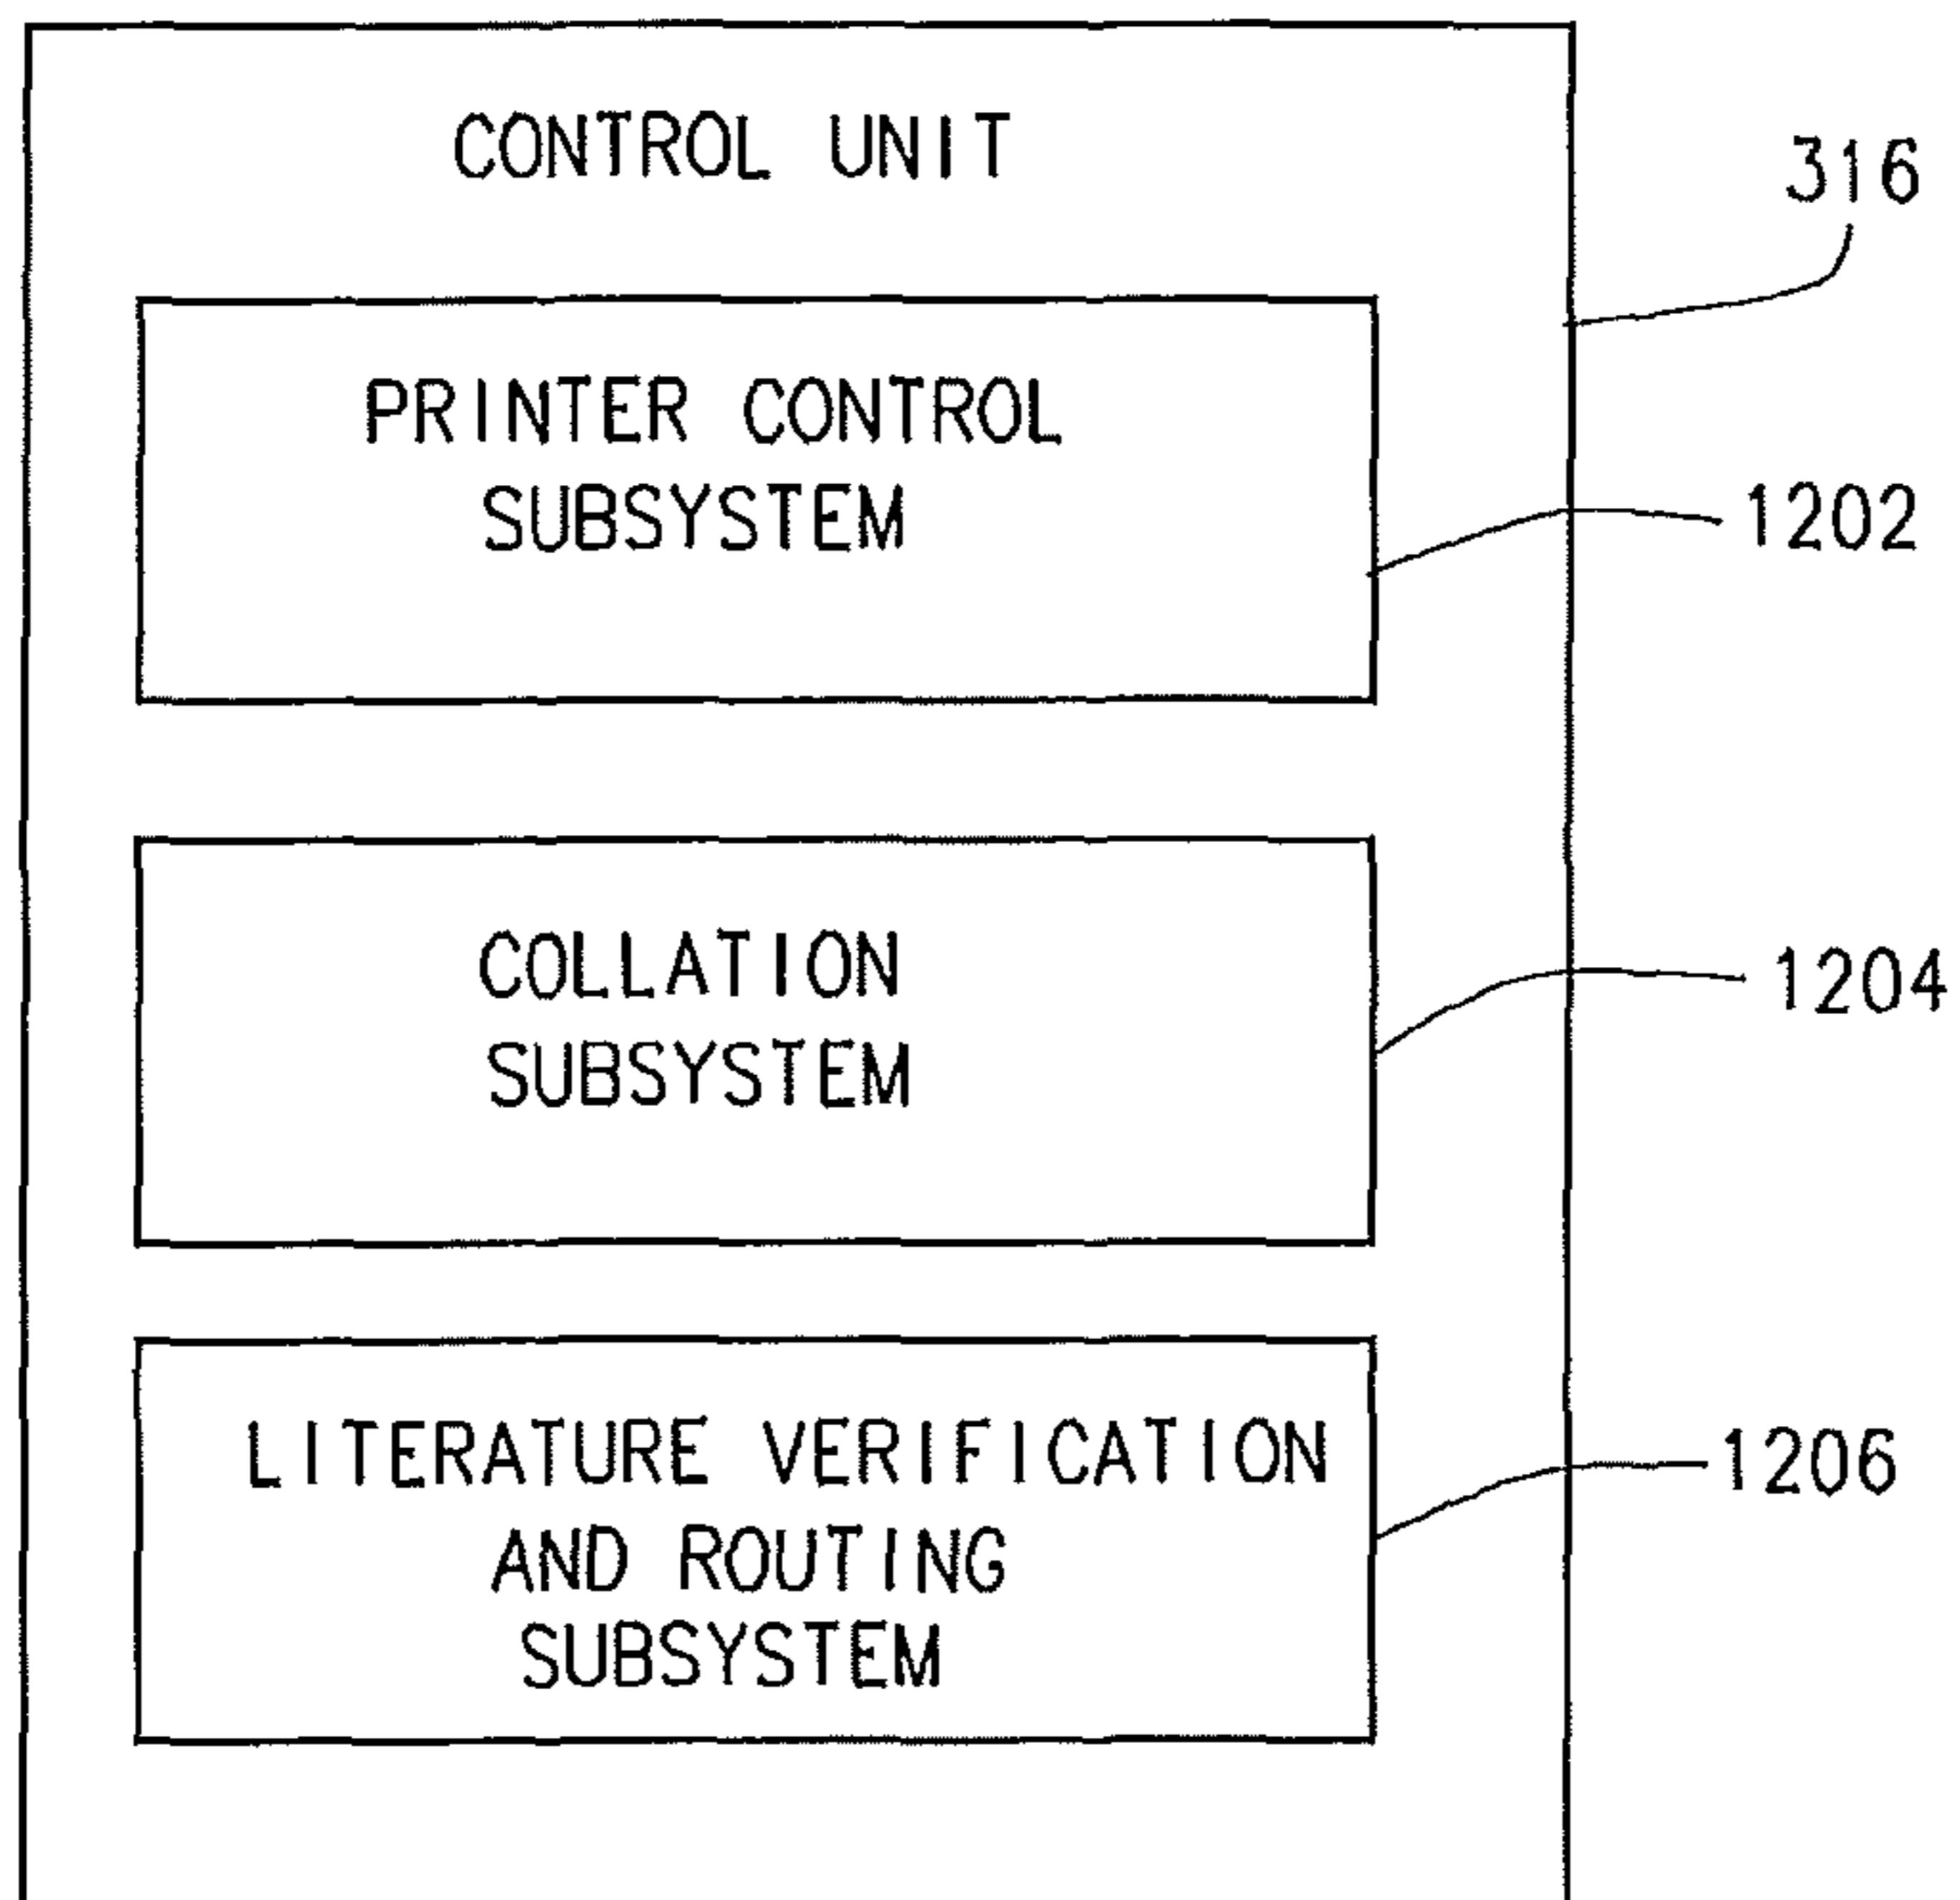 CONTROL UNIT
316
PRINTER CONTROL
SUBSYSTEM
1202
COLLATION
SUBSYSTEM
1204
LITERATURE VERIFICATION
AND ROUTING
SUBSYSTEM
1206